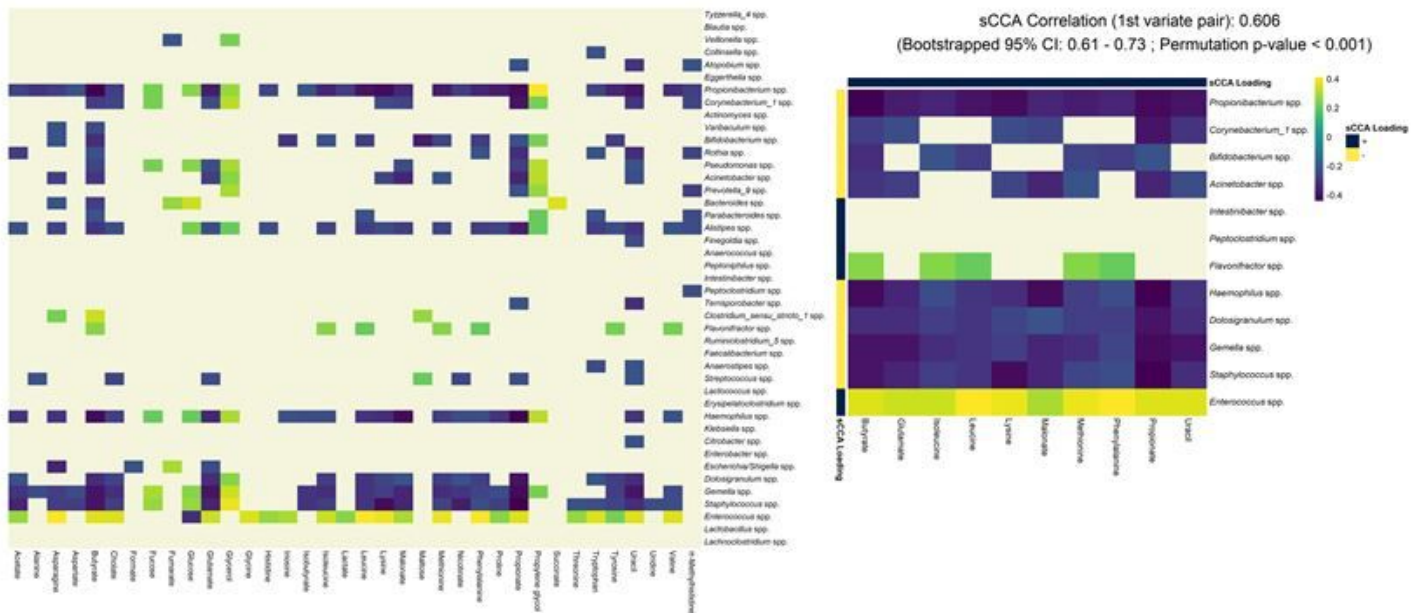 Tyzzerella_4 spp.
Blautia spp.
Veillonella spp.
Collinsella spp.
Atopobium spp.
Eggerthella spp.
Propionibacterium spp.
Corynebacterium_1 spp.
Actinomyces spp.
Varibaculum spp.
Bifidobacterium spp.
Rothia spp.
Pseudomonas spp.
Acinetobacter spp.
Prevotella_9 spp.
Bacteroides spp.
Parabacteroides spp.
Alistipes spp.
Finegoldia spp.
Anaerococcus spp.
Peptoniphilus spp.
Intestinibacter spp.
Peptoclostridium spp.
Terrisporobacter spp.
Clostridium_sensu_stricto_1 spp.
Flavonifractor spp.
Ruminiclostridium_5 spp.
Faecalibacterium spp.
Anaerostipes spp.
Streptococcus spp.
Lactococcus spp.
Erysipelatoclostridium spp.
Haemophilus spp.
Klebsiella spp.
Citrobacter spp.
Enterobacter spp.
Escherichia/Shigella spp.
Dolosigranulum spp.
Gemella spp.
Staphylococcus spp.
Enterococcus spp.
Lactobacillus spp.
Lachnoclostridium spp.
Acetate
Alanine
Asparagine
Aspartate
Butyrate
Cholate
Formate
Fucose
Fumarate
Glucose
Glutamate
Glycerol
Glycine
Histidine
Inosine
Isobutyrate
Isoleucine
Lactate
Leucine
Lysine
Malonate
Maltose
Methionine
Nicotinate
Phenylalanine
Proline
Propionate
Propylene glycol
Succinate
Threonine
Tryptophan
Tyrosine
Uracil
Uridine
Valine
π-Methylhistidine
sCCA Correlation (1st variate pair): 0.606
(Bootstrapped 95% CI: 0.61 - 0.73 ; Permutation p-value < 0.001)
sCCA Loading
Propionibacterium spp.
Corynebacterium_1 spp.
Bifidobacterium spp.
Acinetobacter spp.
Intestinibacter spp.
Peptoclostridium spp.
Flavonifractor spp.
Haemophilus spp.
Dolosigranulum spp.
Gemella spp.
Staphylococcus spp.
Enterococcus spp.
sCCA Loading
Butyrate
Glutamate
Isoleucine
Leucine
Lysine
Malonate
Methionine
Phenylalanine
Propionate
Uracil
0.4
0.2
0
-0.2
-0.4
sCCA Loading
+
-